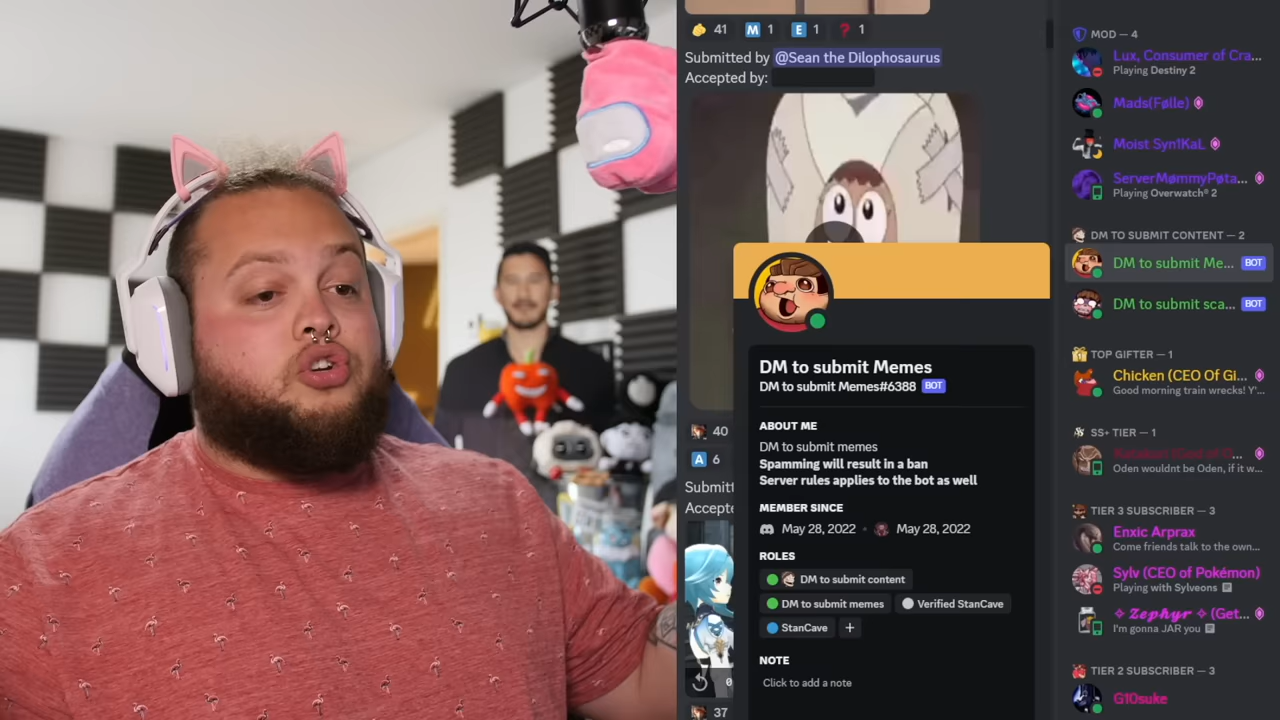 41
M 1
E 1
? 1
Submitted by @Sean the Dilophosaurus
Accepted by:
40
A 6
Submitt
Accepte
37
DM to submit Memes
DM to submit Memes#6388 BOT
ABOUT ME
DM to submit memes
Spamming will result in a ban
Server rules applies to the bot as well
MEMBER SINCE
May 28, 2022 • May 28, 2022
ROLES
DM to submit content
DM to submit memes
Verified StanCave
StanCave +
NOTE
Click to add a note
MOD — 4
Lux, Consumer of Cra...
Playing Destiny 2
Mads(Følle)
Moist Syn1KaL
ServerMømmyPøta...
Playing Overwatch® 2
DM TO SUBMIT CONTENT — 2
DM to submit Me... BOT
DM to submit sca... BOT
TOP GIFTER — 1
Chicken (CEO Of Gi...
Good morning train wrecks! Y'...
SS+ TIER — 1
Oden wouldnt be Oden, if it w...
TIER 3 SUBSCRIBER — 3
Enxic Arprax
Come friends talk to the own...
Sylv (CEO of Pokémon)
Playing with Sylveons
✧ 𝒁𝒆𝒑𝒉𝒚𝒓 ✧ (Get...
I'm gonna JAR you
TIER 2 SUBSCRIBER — 3
G10suke